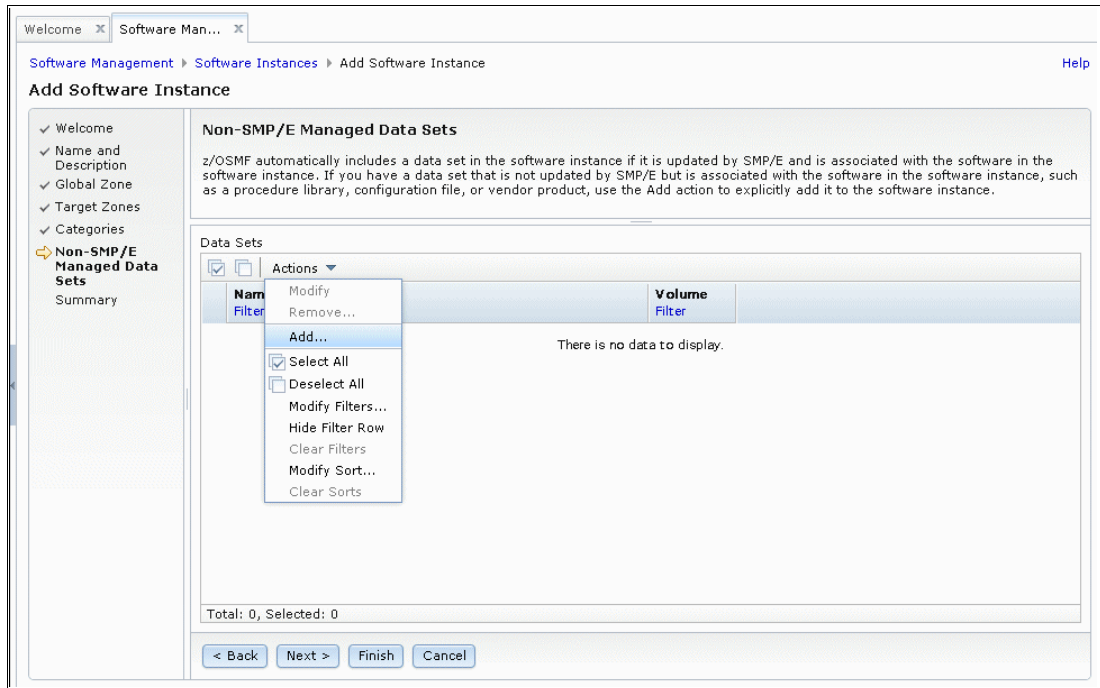 Welcome X Software Man... X
Software Management Software Instances Add Software Instance Help
Add Software Instance
Welcome
Name and
Description
Global Zone
Target Zones
Categories
Non-SMP/E
Managed Data
Sets
Summary
Non-SMP/E Managed Data Sets
z/OSMF automatically includes a data set in the software instance if it is updated by SMP/E and is associated with the software in the
software instance. If you have a data set that is not updated by SMP/E but is associated with the software in the software instance, such
as a procedure library, configuration file, or vendor product, use the Add action to explicitly add it to the software instance.
Data Sets
Actions
Nam Volume
Filter Filter
Modify
Remove...
Add...
Select All
Deselect All
Modify Filters...
Hide Filter Row
Clear Filters
Modify Sort...
Clear Sorts
There is no data to display.
Total: 0, Selected: 0
< Back Next > Finish Cancel